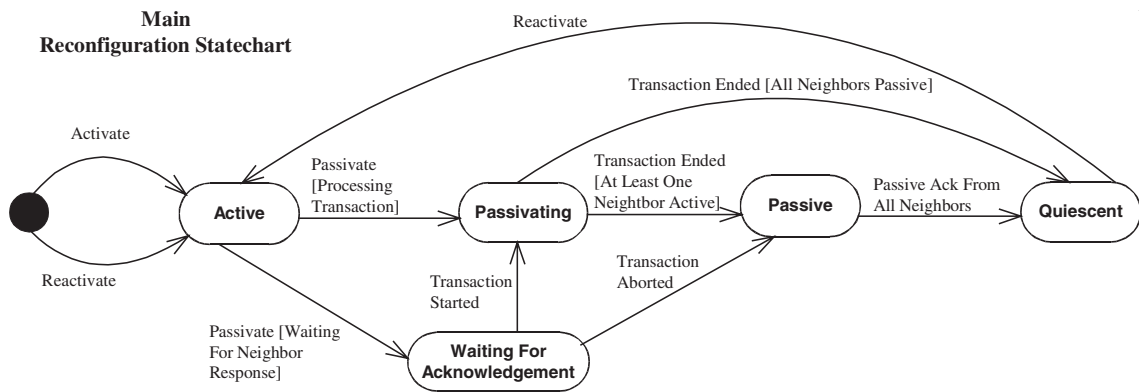 Main
Reconfiguration Statechart
Reactivate
Transaction Ended [All Neighbors Passive]
Activate
Passivate
[Processing
Transaction]
Transaction Ended
[At Least One
Neighbor Active]
Passive Ack From
All Neighbors
Active
Passivating
Passive
Quiescent
Reactivate
Transaction
Started
Transaction
Aborted
Passivate [Waiting
For Neighbor
Response]
Waiting For
Acknowledgement